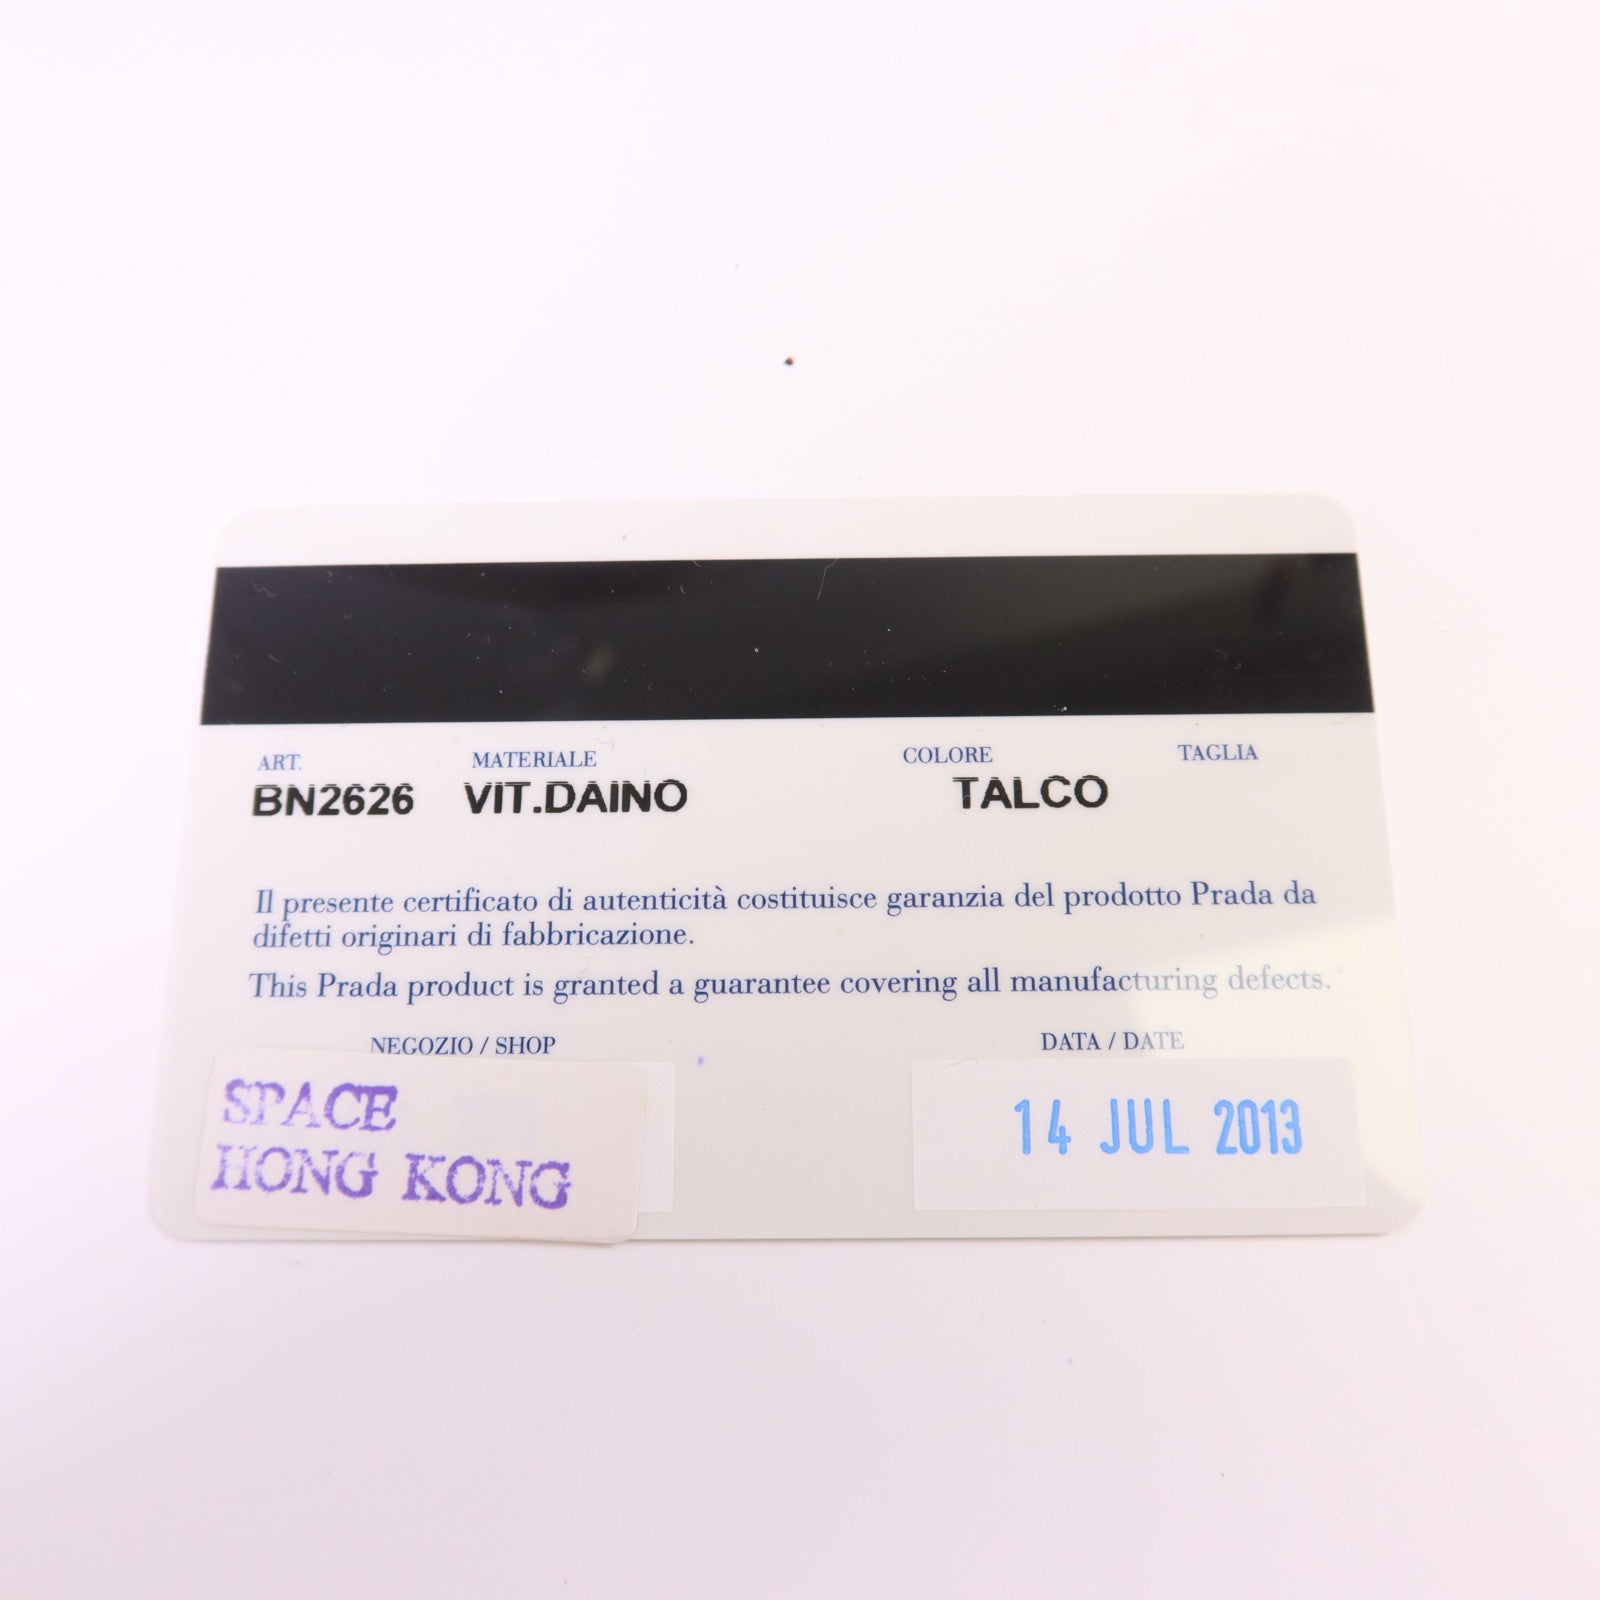 ART. MATERIALE COLORE TAGLIA
BN2626 VIT.DAINO TALCO
Il presente certificato di autenticità costituisce garanzia del prodotto Prada da
difetti originari di fabbricazione.
This Prada product is granted a guarantee covering all manufacturing defects.
NEGOZIO / SHOP DATA / DATE
SPACE
HONG KONG
14 JUL 2013